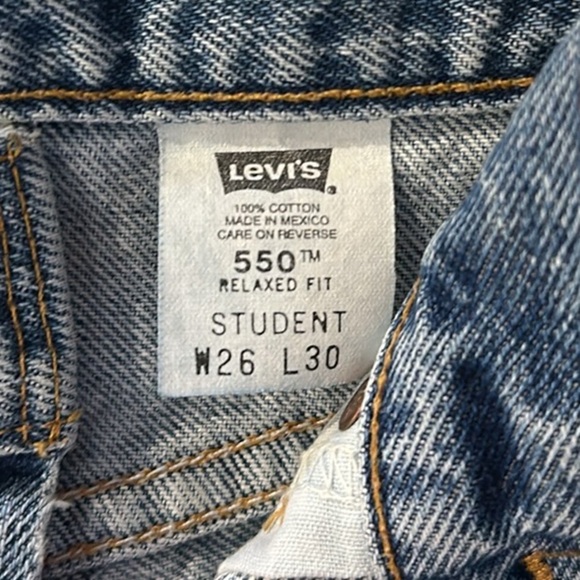 Levi's
100% COTTON
MADE IN MEXICO
CARE ON REVERSE
550™
RELAXED FIT
STUDENT
W26 L30